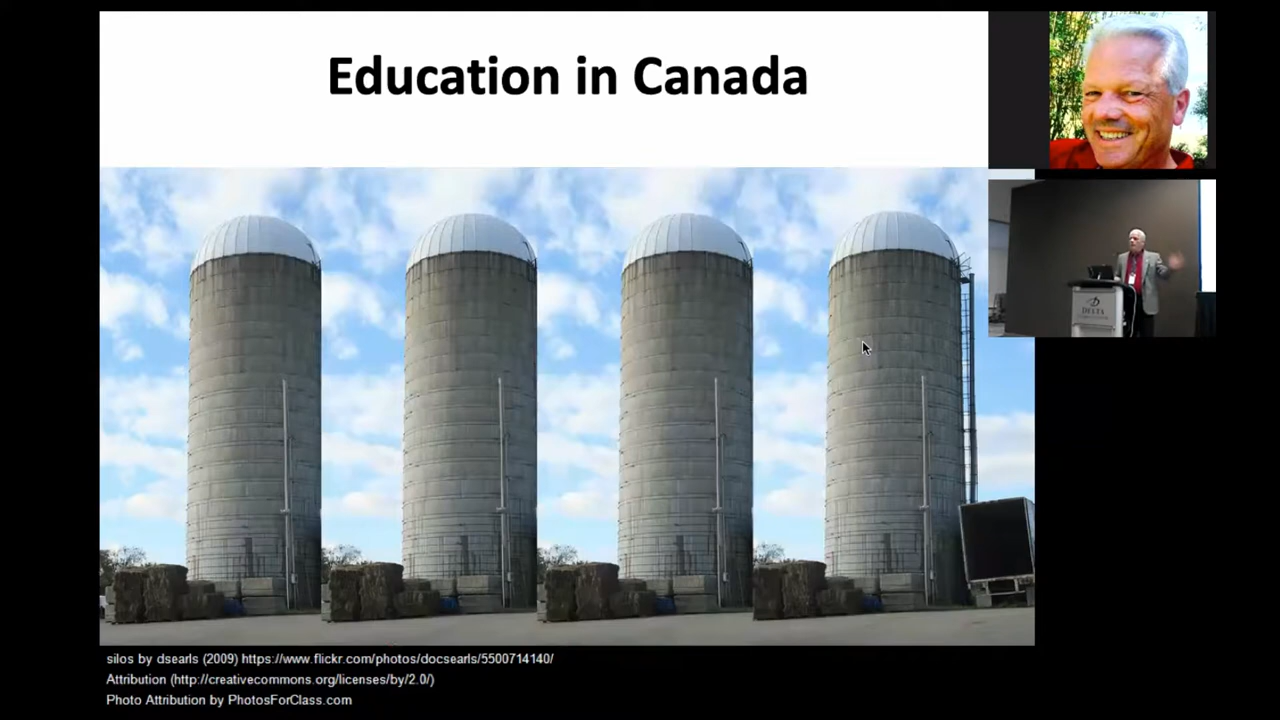 Education in Canada
DELTA
silos by dsearls (2009) https://www.flickr.com/photos/docsearls/5500714140/
Attribution (http://creativecommons.org/licenses/by/2.0/)
Photo Attribution by PhotosForClass.com